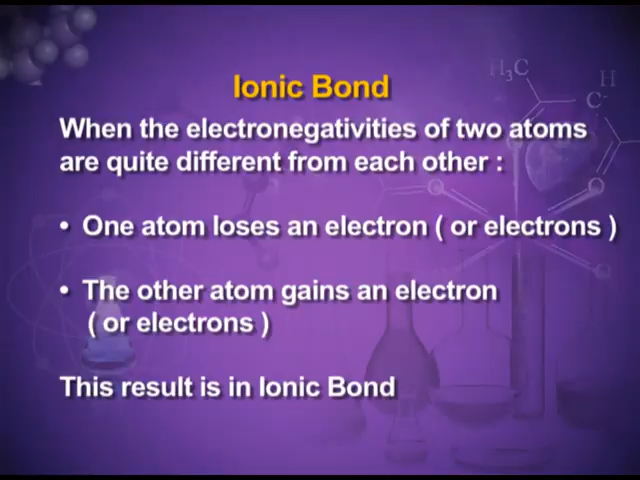 Ionic Bond
When the electronegativities of two atoms
are quite different from each other :
• One atom loses an electron ( or electrons )
• The other atom gains an electron
( or electrons )
This result is in Ionic Bond
H₃C
H
C